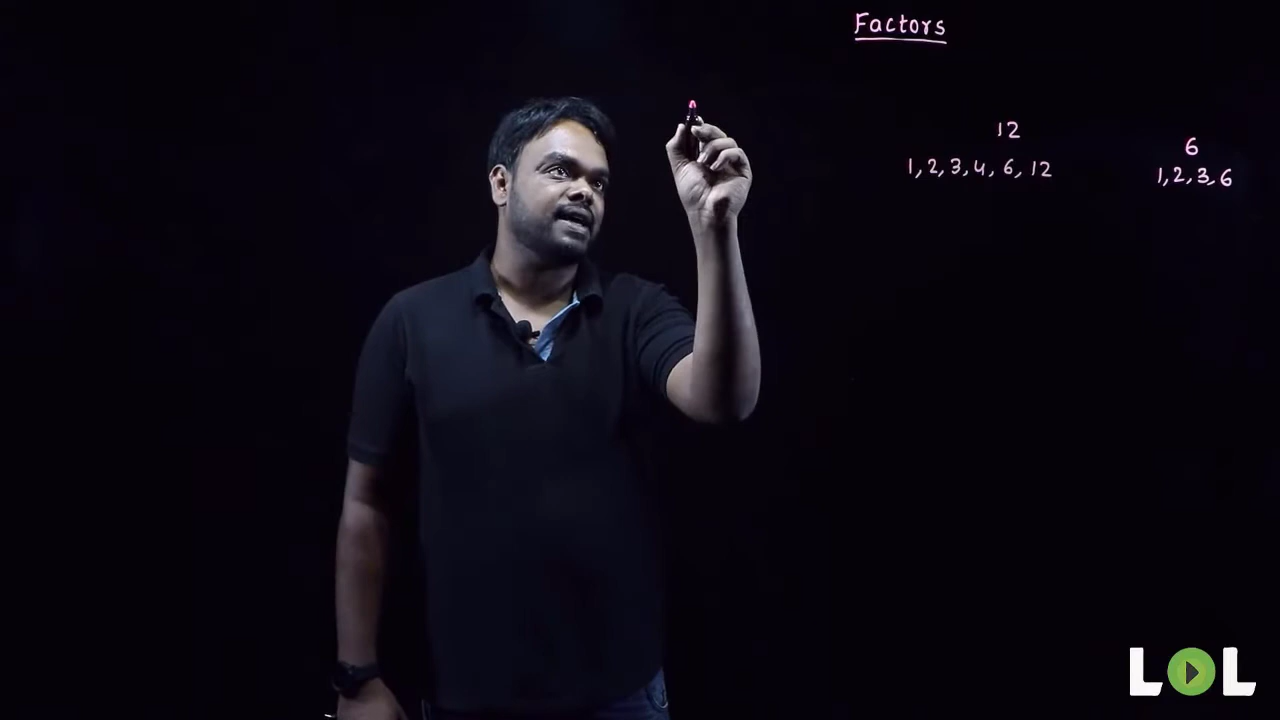 Factors
12
1, 2, 3, 4, 6, 12
6
1, 2, 3, 6
LOL